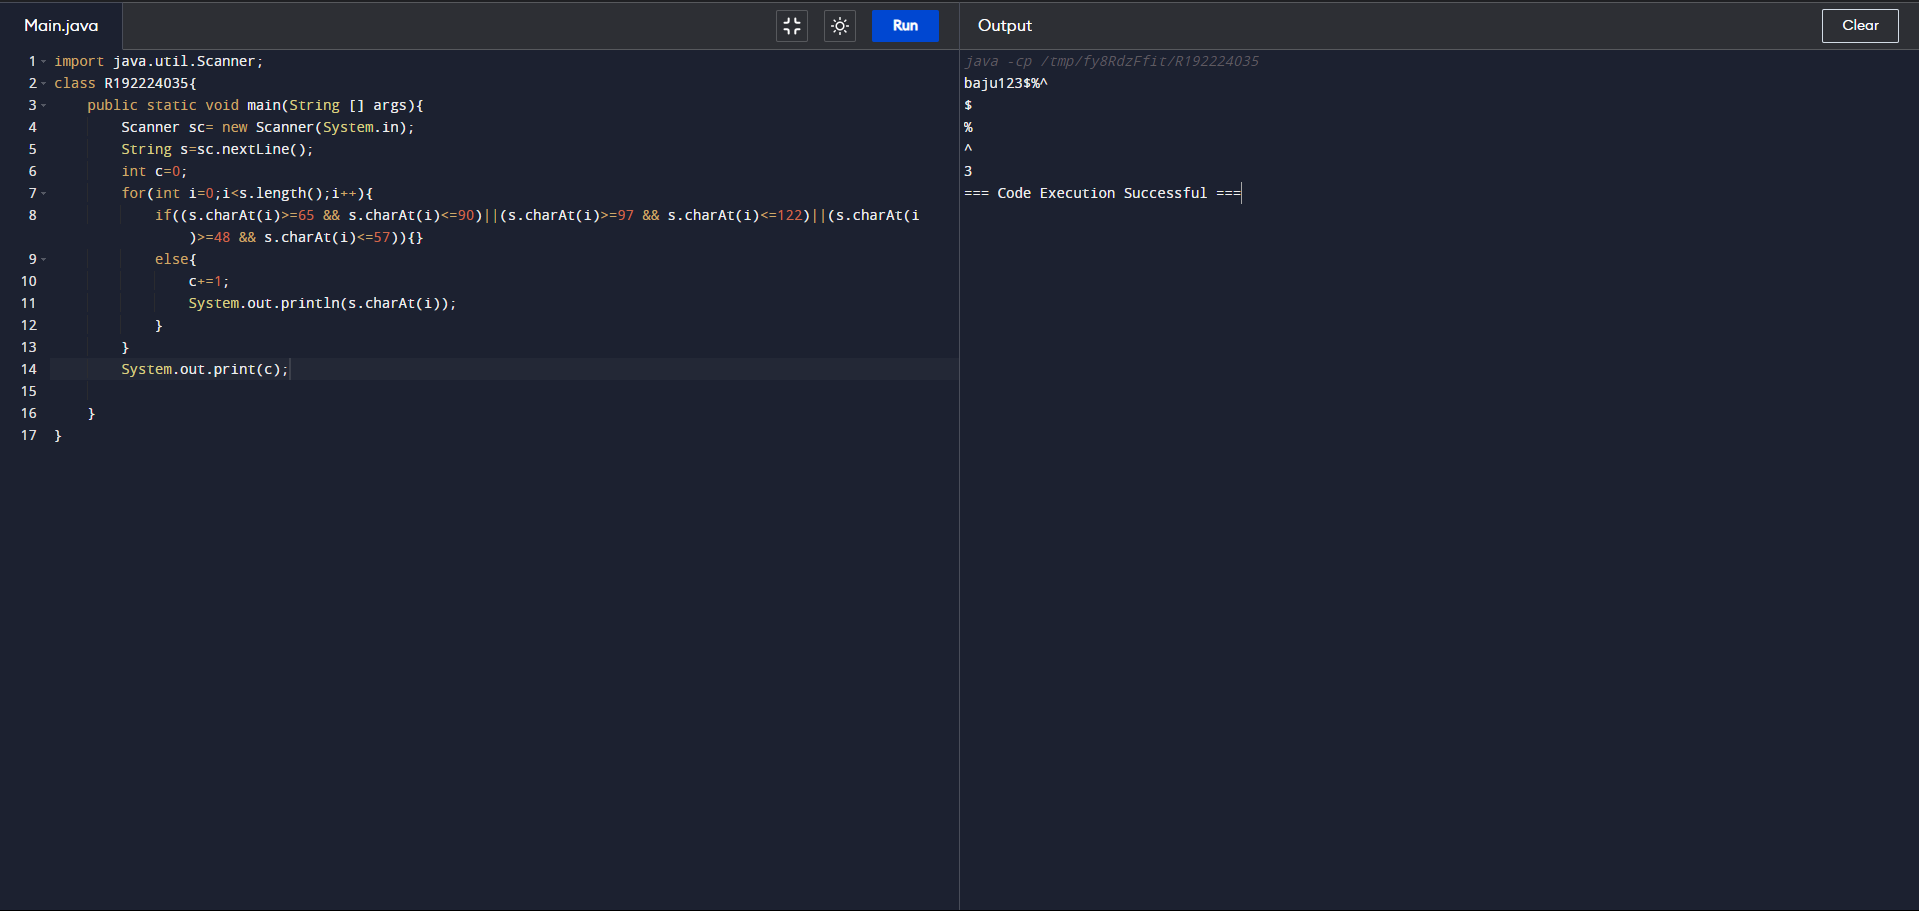 Main.java
Run
1 import java.util.Scanner;
2 class R192224035{
3     public static void main(String [] args){
4         Scanner sc= new Scanner(System.in);
5         String s=sc.nextLine();
6         int c=0;
7         for(int i=0;i<s.length();i++){
8             if((s.charAt(i)>=65 && s.charAt(i)<=90)||(s.charAt(i)>=97 && s.charAt(i)<=122)||(s.charAt(i
                )>=48 && s.charAt(i)<=57)){}
9             else{
10                 c+=1;
11                 System.out.println(s.charAt(i));
12             }
13         }
14         System.out.print(c);
15
16     }
17 }
Output
Clear
java -cp /tmp/fy8RdzFfit/R192224035
baju123$%^
$
%
^
3
=== Code Execution Successful ===